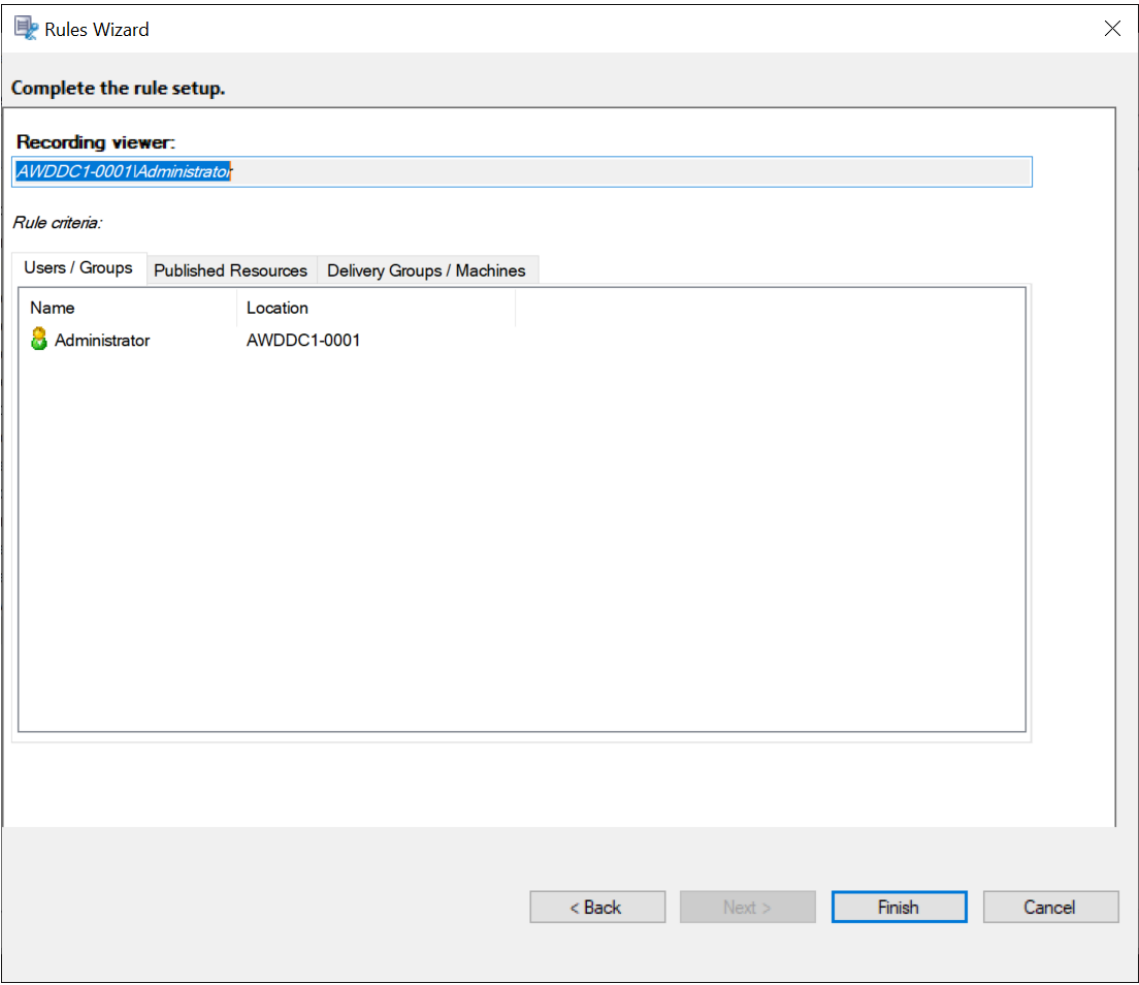 Rules Wizard
Complete the rule setup.
Recording viewer:
AWDDC1-0001\Administrator
Rule criteria:
Users / Groups Published Resources Delivery Groups / Machines
Name Location
Administrator AWDDC1-0001
< Back Next > Finish Cancel